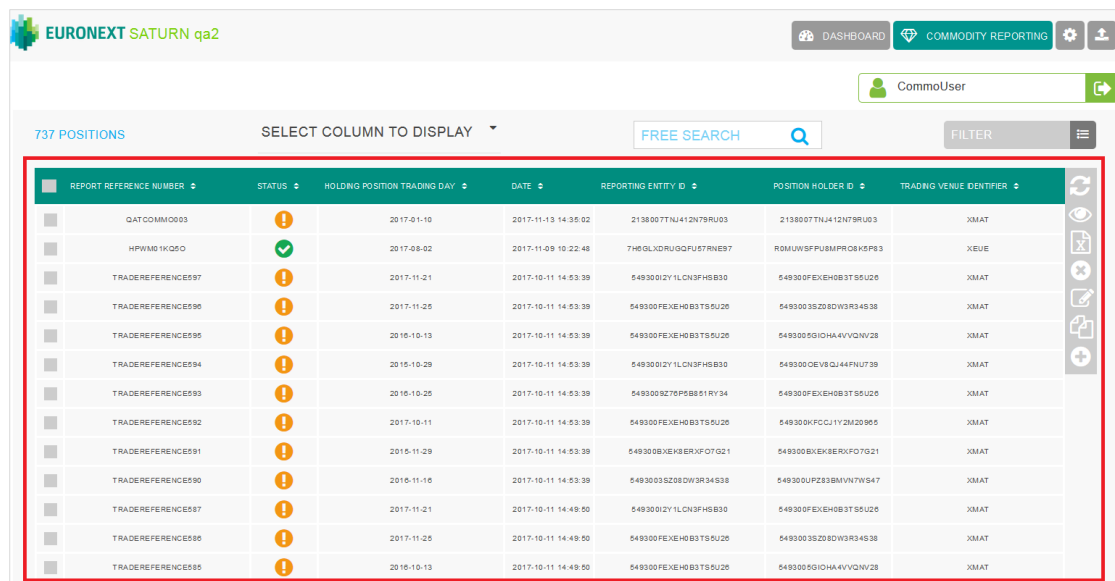 EURONEXT SATURN qa2
DASHBOARD COMMODITY REPORTING
CommoUser
737 POSITIONS SELECT COLUMN TO DISPLAY FREE SEARCH FILTER
REPORT REFERENCE NUMBER STATUS HOLDING POSITION TRADING DAY DATE REPORTING ENTITY ID POSITION HOLDER ID TRADING VENUE IDENTIFIER
QATCOMMO003 2017-01-10 2017-11-13 14:35:02 2138007TNJ412N79RU03 2138007TNJ412N79RU03 XMAT
HPWM01KQ5O 2017-08-02 2017-11-09 10:22:48 7H6GLXDRUGQFU57RNE97 R0MUWSFPU8MPRO8K5P83 XEUE
TRADEREFERENCE597 2017-11-21 2017-10-11 14:53:39 549300I2Y1LCN3FHSB30 549300FEXEH0B3TS5U26 XMAT
TRADEREFERENCE596 2017-11-25 2017-10-11 14:53:39 549300FEXEH0B3TS5U26 5493003SZ08DW3R34S38 XMAT
TRADEREFERENCE595 2016-10-13 2017-10-11 14:53:39 549300FEXEH0B3TS5U26 5493005GIOHA4VVQNV28 XMAT
TRADEREFERENCE594 2015-10-29 2017-10-11 14:53:39 549300I2Y1LCN3FHSB30 549300OEV8QJ44FNU739 XMAT
TRADEREFERENCE593 2016-10-25 2017-10-11 14:53:39 5493009Z76P5B851RY34 549300FEXEH0B3TS5U26 XMAT
TRADEREFERENCE592 2017-10-11 2017-10-11 14:53:39 549300FEXEH0B3TS5U26 549300KFCCJ1Y2M20965 XMAT
TRADEREFERENCE591 2015-11-29 2017-10-11 14:53:39 549300BXEK8ERXFO7G21 549300BXEK8ERXFO7G21 XMAT
TRADEREFERENCE590 2016-11-16 2017-10-11 14:53:39 5493003SZ08DW3R34S38 549300UPZ83BMVN7WS47 XMAT
TRADEREFERENCE587 2017-11-21 2017-10-11 14:49:50 549300I2Y1LCN3FHSB30 549300FEXEH0B3TS5U26 XMAT
TRADEREFERENCE586 2017-11-25 2017-10-11 14:49:50 549300FEXEH0B3TS5U26 5493003SZ08DW3R34S38 XMAT
TRADEREFERENCE585 2016-10-13 2017-10-11 14:49:50 549300FEXEH0B3TS5U26 5493005GIOHA4VVQNV28 XMAT